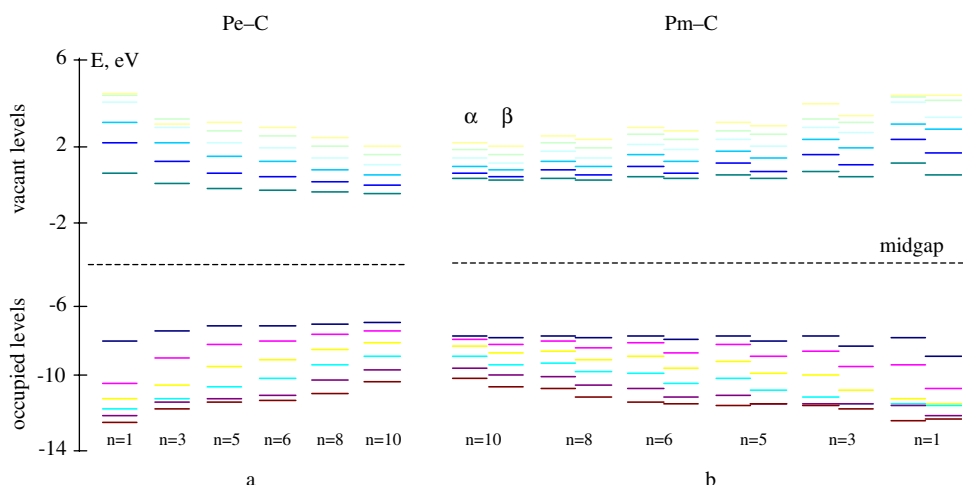 Pe–C
Pm–C
6
E, eV
α
β
2
vacant levels
-2
midgap
-6
occupied levels
-10
-14
n=1
n=3
n=5
n=6
n=8
n=10
n=10
n=8
n=6
n=5
n=3
n=1
a
b